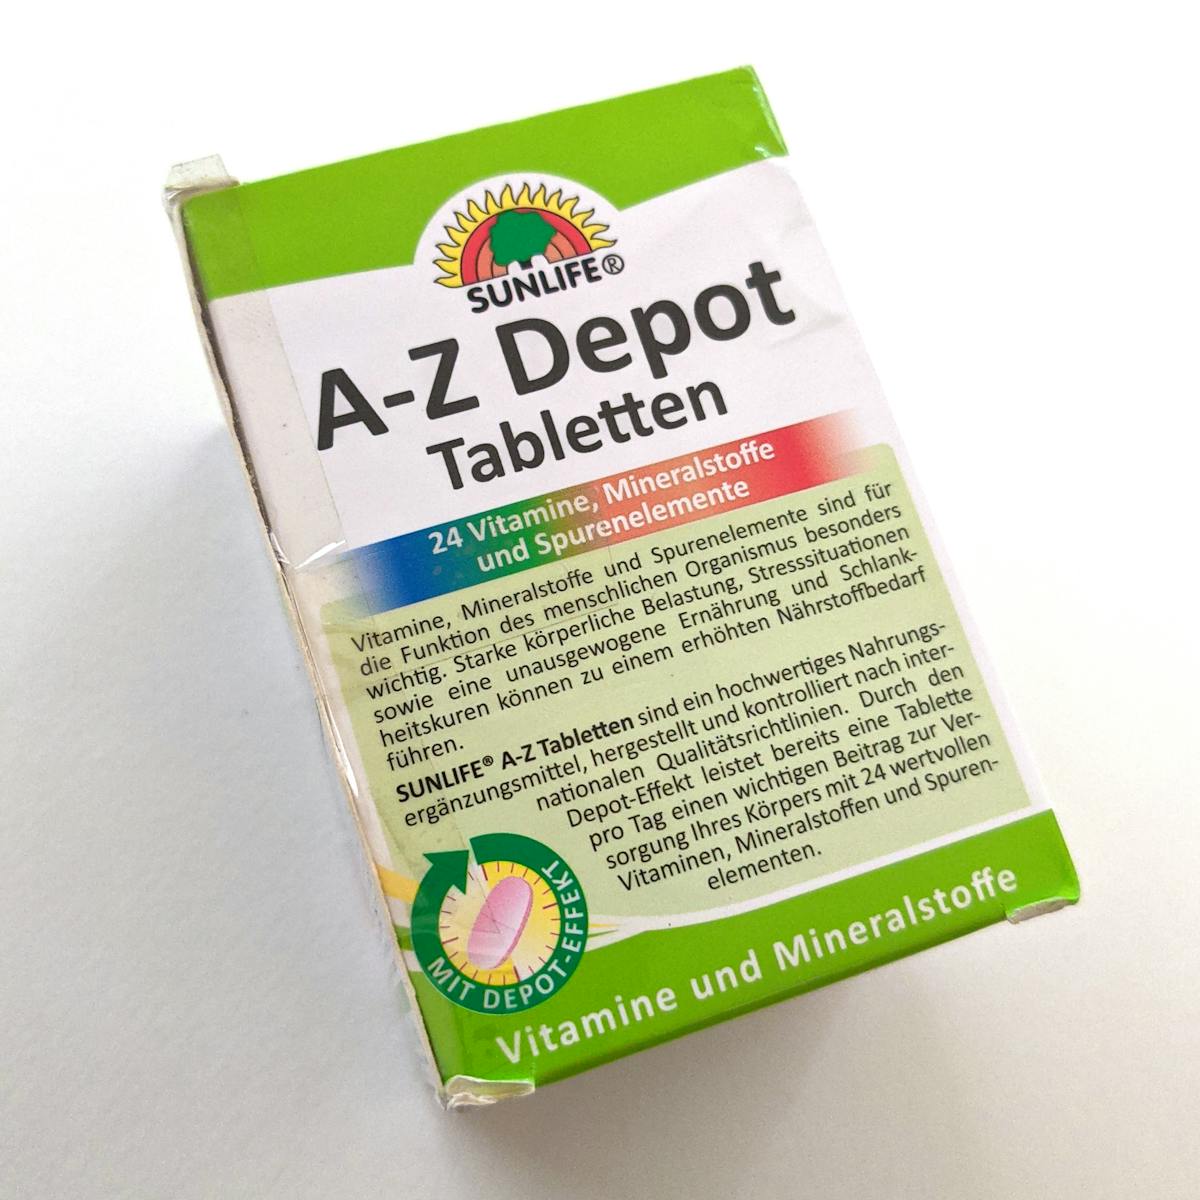 SUNLIFE®
A-Z Depot
Tabletten
24 Vitamine, Mineralstoffe
und Spurenelemente
Vitamine, Mineralstoffe und Spurenelemente sind für
die Funktion des menschlichen Organismus besonders
wichtig. Starke körperliche Belastung, Stresssituationen
sowie eine unausgewogene Ernährung und Schlank-
heitskuren können zu einem erhöhten Nährstoffbedarf
führen.
SUNLIFE® A-Z Tabletten sind ein hochwertiges Nahrungs-
ergänzungsmittel, hergestellt und kontrolliert nach inter-
nationalen Qualitätsrichtlinien. Durch den
Depot-Effekt leistet bereits eine Tablette
pro Tag einen wichtigen Beitrag zur Ver-
sorgung Ihres Körpers mit 24 wertvollen
Vitaminen, Mineralstoffen und Spuren-
elementen.
MIT DEPOT-EFFEKT
Vitamine und Mineralstoffe